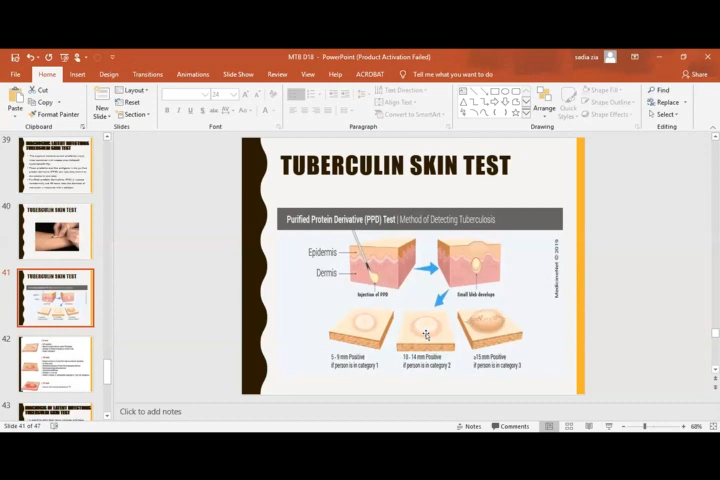 MTB D18 - PowerPoint (Product Activation Failed)
sadia zia
File Home Insert Design Transitions Animations Slide Show Review View Help ACROBAT Tell me what you want to do Share
Paste
Cut
Copy
Format Painter
Clipboard
New
Slide
Layout
Reset
Section
Slides
24
Font
Paragraph
Text Direction
Align Text
Convert to SmartArt
Arrange
Quick
Styles
Shape Fill
Shape Outline
Shape Effects
Drawing
Find
Replace
Select
Editing
39
40
TUBERCULIN SKIN TEST
41
TUBERCULIN SKIN TEST
42
43
TUBERCULIN SKIN TEST
Purified Protein Derivative (PPD) Test | Method of Detecting Tuberculosis
Epidermis
Dermis
Injection of PPD
Small bleb develops
MedicineNet © 2018
5 - 9 mm Positive
if person is in category 1
10 - 14 mm Positive
if person is in category 2
≥15 mm Positive
if person is in category 3
Click to add notes
Slide 41 of 47
Notes Comments 68%